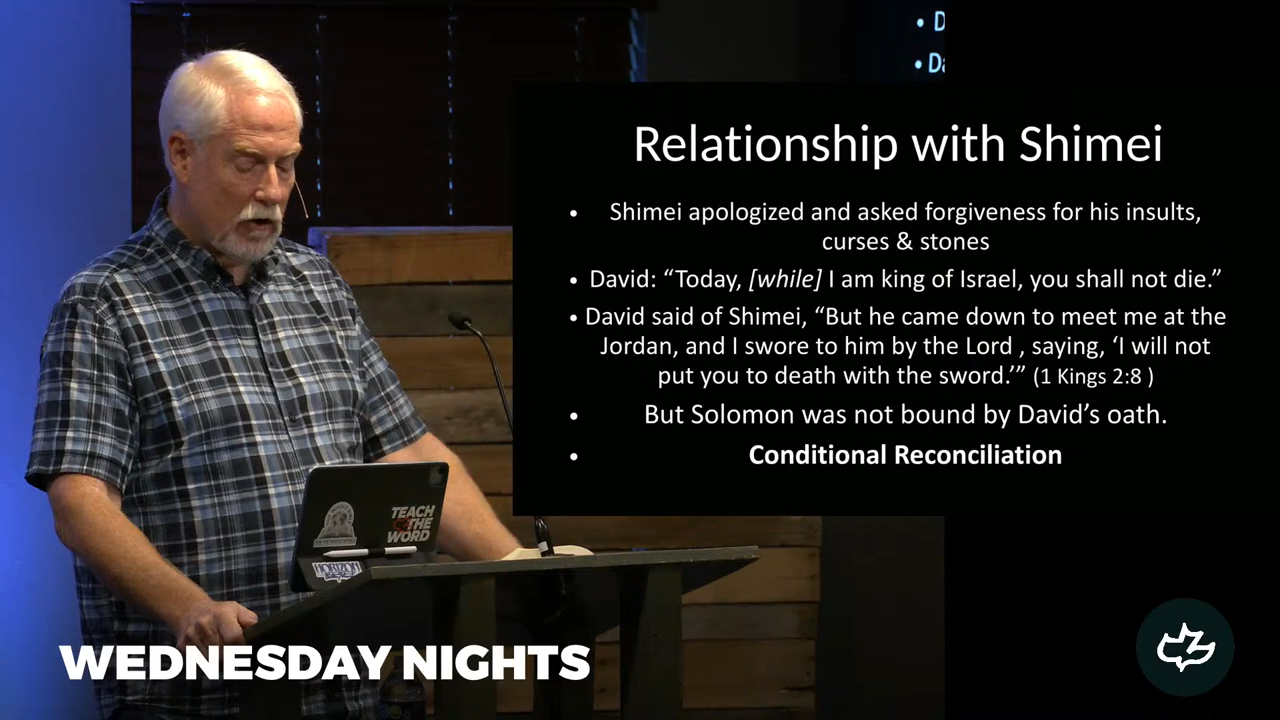 • D
• Da
Relationship with Shimei
• Shimei apologized and asked forgiveness for his insults,
curses & stones
• David: “Today, [while] I am king of Israel, you shall not die.”
• David said of Shimei, “But he came down to meet me at the
Jordan, and I swore to him by the Lord , saying, ‘I will not
put you to death with the sword.’” (1 Kings 2:8 )
• But Solomon was not bound by David’s oath.
• Conditional Reconciliation
TEACH
THE
WORD
HORIZON
WEDNESDAY NIGHTS